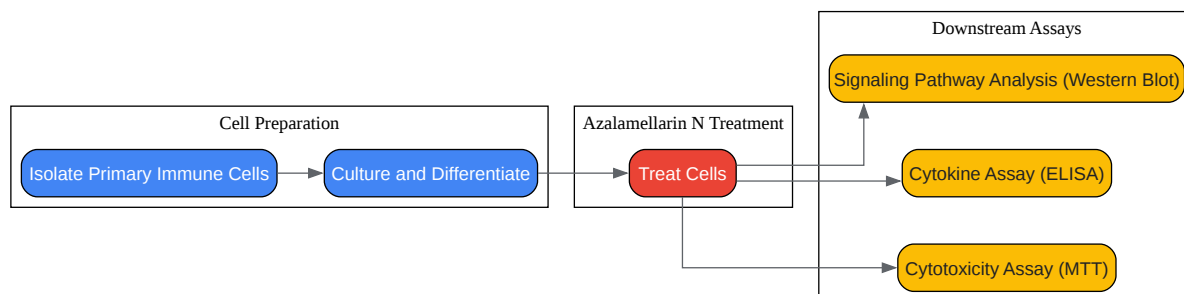 Cell Preparation
Isolate Primary Immune Cells
Culture and Differentiate
Azalamellarin N Treatment
Treat Cells
Downstream Assays
Signaling Pathway Analysis (Western Blot)
Cytokine Assay (ELISA)
Cytotoxicity Assay (MTT)